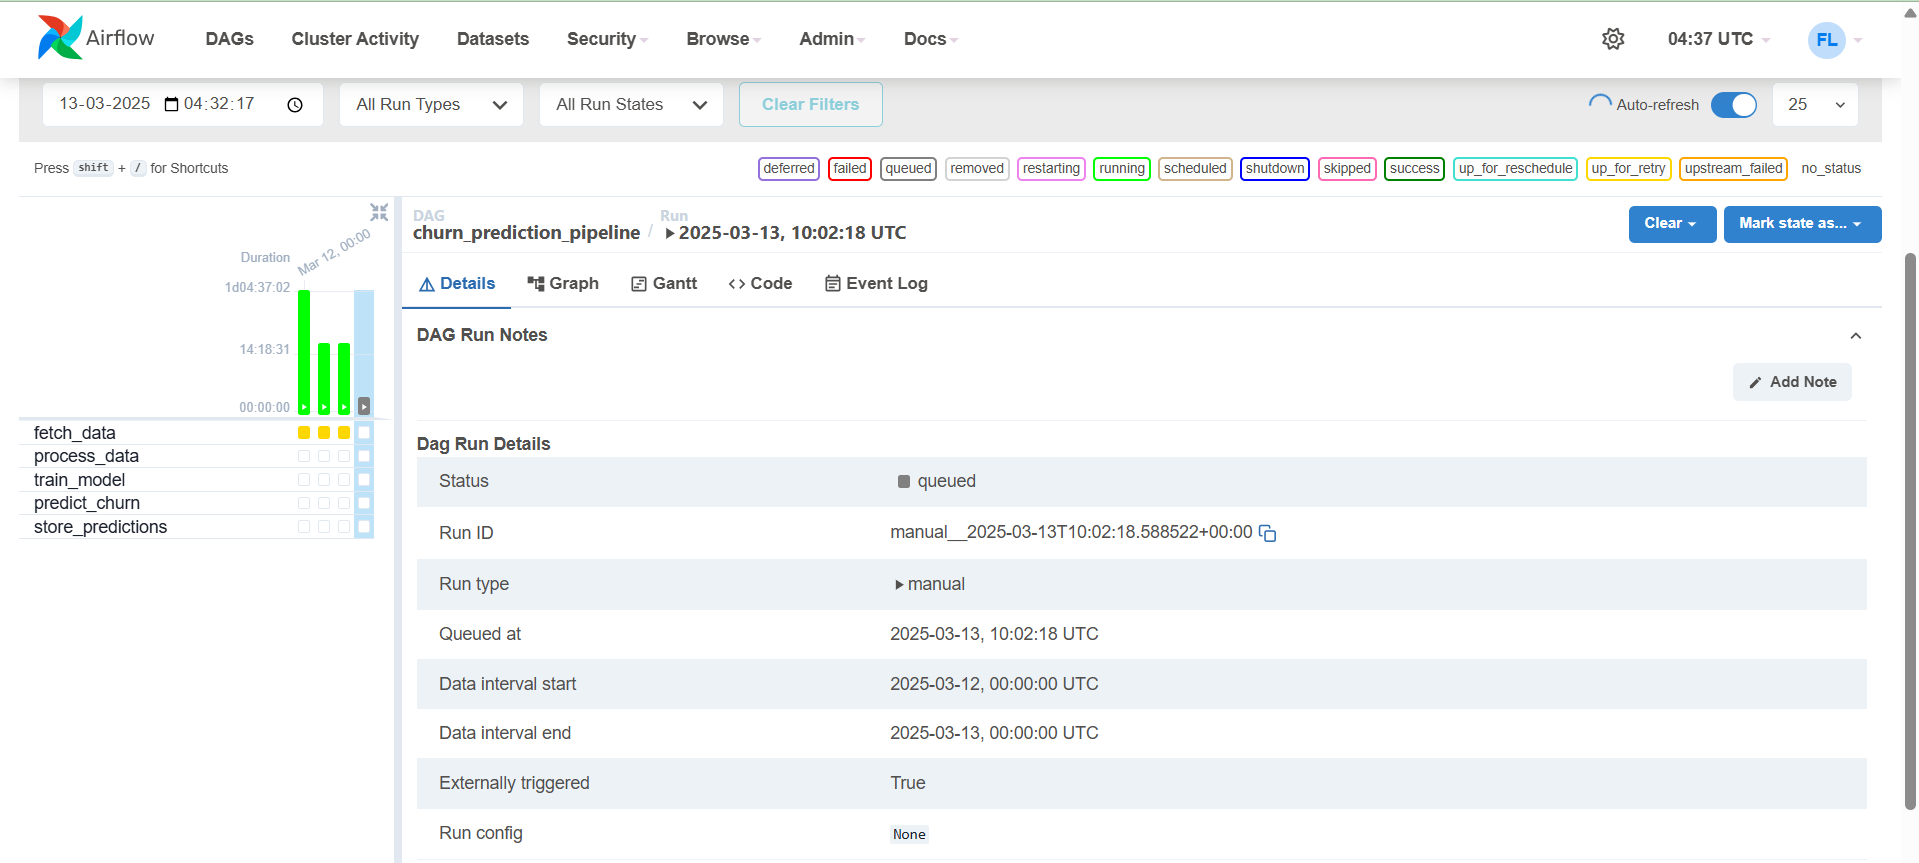 Airflow DAGs Cluster Activity Datasets Security Browse Admin Docs 04:37 UTC FL
13-03-2025 04:32:17 All Run Types All Run States Clear Filters Auto-refresh 25
Press shift + / for Shortcuts deferred failed queued removed restarting running scheduled shutdown skipped success up_for_reschedule up_for_retry upstream_failed no_status
Duration
Mar 12, 00:00
1d04:37:02
14:18:31
00:00:00
fetch_data
process_data
train_model
predict_churn
store_predictions
DAG Run
churn_prediction_pipeline / 2025-03-13, 10:02:18 UTC Clear Mark state as...
Details Graph Gantt <> Code Event Log
DAG Run Notes
Add Note
Dag Run Details
Status queued
Run ID manual__2025-03-13T10:02:18.588522+00:00
Run type manual
Queued at 2025-03-13, 10:02:18 UTC
Data interval start 2025-03-12, 00:00:00 UTC
Data interval end 2025-03-13, 00:00:00 UTC
Externally triggered True
Run config None